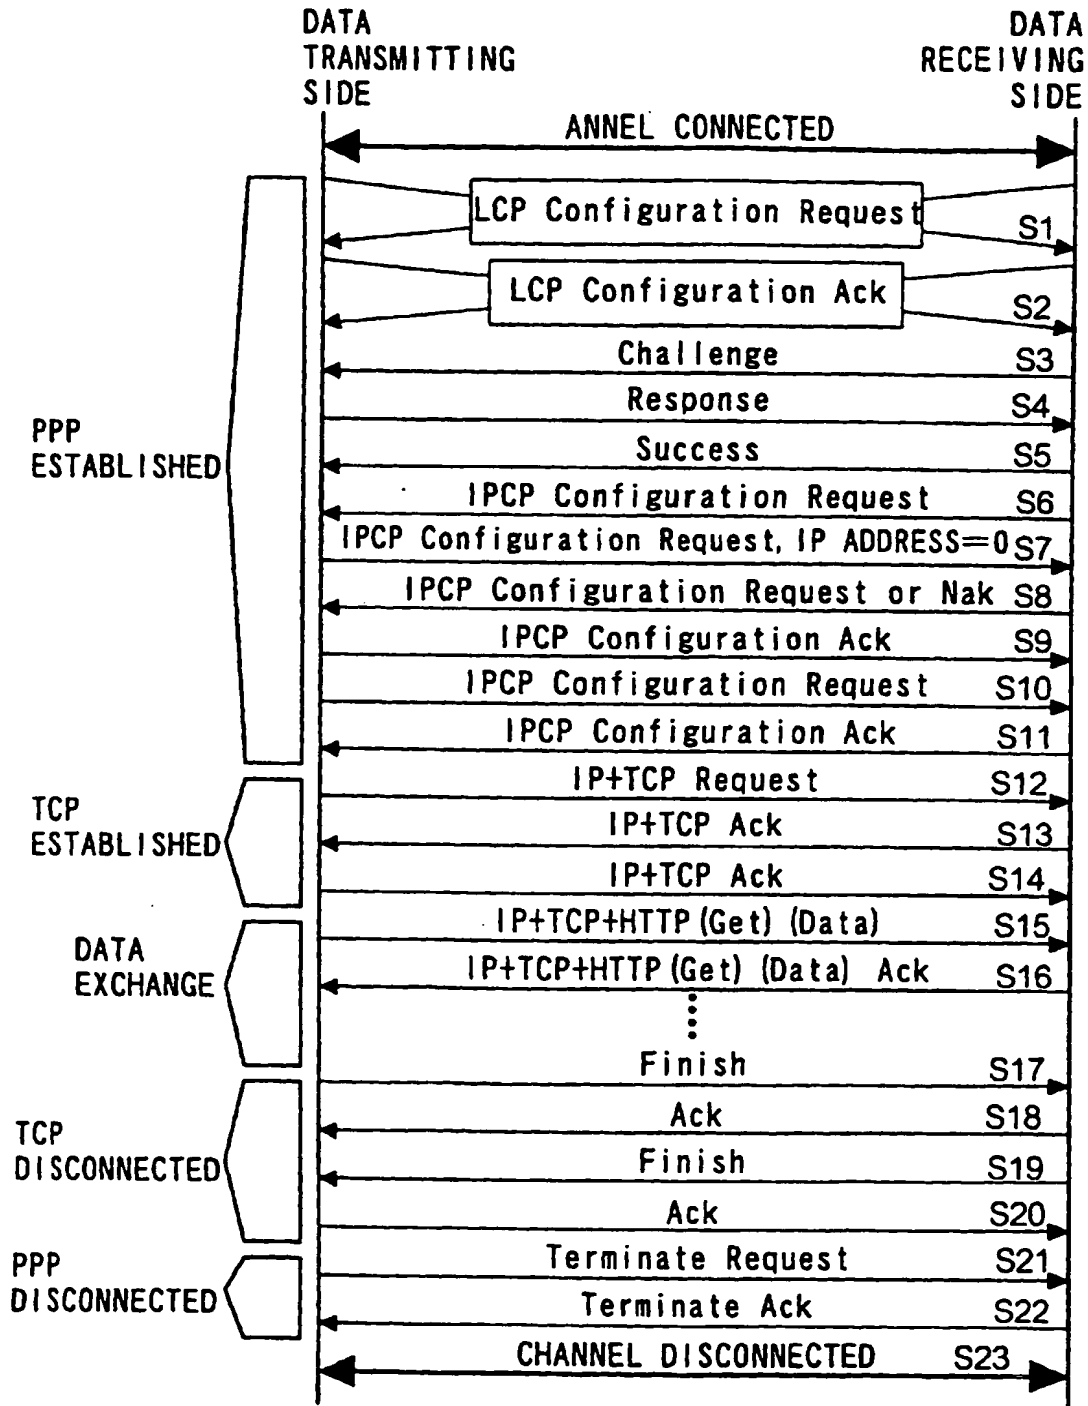 DATA
TRANSMITTING
SIDE
DATA
RECEIVING
SIDE
ANNEL CONNECTED
LCP Configuration Request
S1
LCP Configuration Ack
S2
Challenge S3
Response S4
PPP
ESTABLISHED
Success S5
IPCP Configuration Request S6
IPCP Configuration Request, IP ADDRESS=0 S7
IPCP Configuration Request or Nak S8
IPCP Configuration Ack S9
IPCP Configuration Request S10
IPCP Configuration Ack S11
TCP
ESTABLISHED
IP+TCP Request S12
IP+TCP Ack S13
IP+TCP Ack S14
DATA
EXCHANGE
IP+TCP+HTTP (Get) (Data) S15
IP+TCP+HTTP (Get) (Data) Ack S16
Finish S17
TCP
DISCONNECTED
Ack S18
Finish S19
Ack S20
PPP
DISCONNECTED
Terminate Request S21
Terminate Ack S22
CHANNEL DISCONNECTED S23